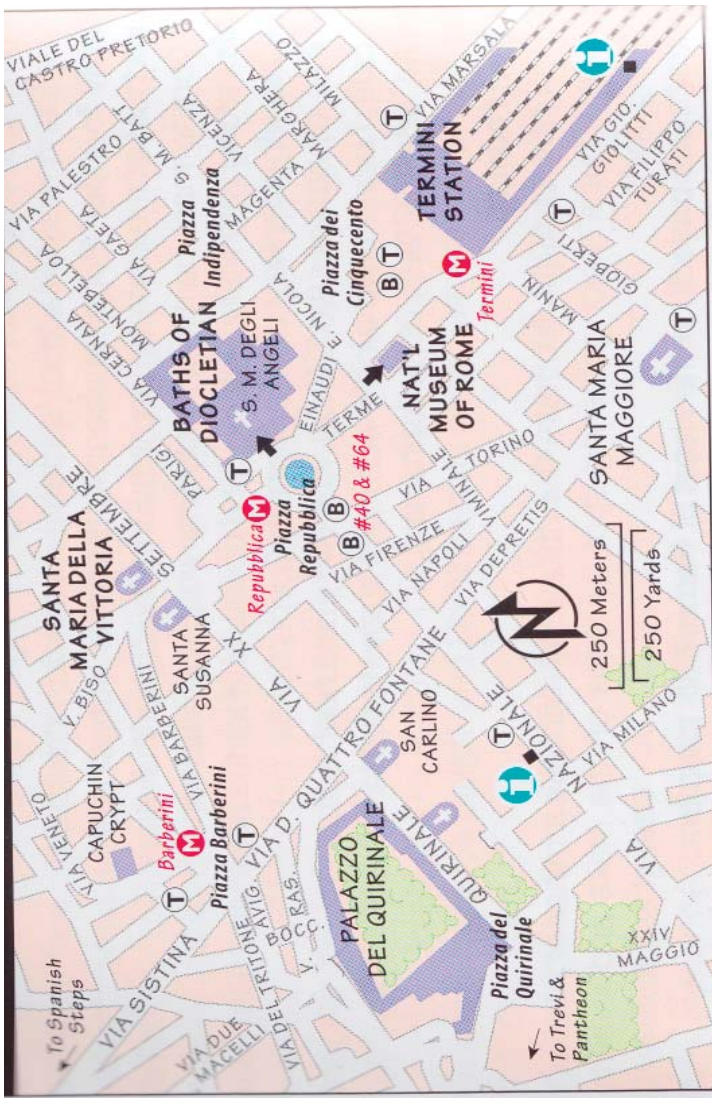 To Spanish
Steps
VIA VENETO
CAPUCHIN
CRYPT
V. BISO
SANTA
MARIA DELLA
VITTORIA
SETTEMBRE
XX
VIA
VIA CERNAIA
MONTEBELLO
VIA GAETA
VIA PALESTRO
S. M. BATT
VICENZA
MARGHERA
MILAZZO
VIALE DEL
CASTRO PRETORIO
VIA SISTINA
T
Barberini
M
VIA BARBERINI
SANTA
SUSANNA
PARIGI
BATHS OF
DIOCLETIAN
Piazza
Indipendenza
MAGENTA
T
S. M. DEGLI
ANGELI
VIA DUE
MACELLI
VIA DEL TRITONE
Piazza Barberini
T
AVIG.
V. RAS.
BOCC.
VIA D. QUATTRO FONTANE
Repubblica
M
Piazza
Repubblica
EINAUDI
E. NICOLA
TERME
Piazza dei
Cinquecento
B
T
T
VIA MARSALA
PALAZZO
DEL QUIRINALE
SAN
CARLINO
B
B
#40 & #64
VIA FIRENZE
VIA NAPOLI
VIA TORINO
VIMINALE
VIA DEPRETIS
NAT'L
MUSEUM
OF ROME
M
Termini
TERMINI
STATION
i
Piazza del
Quirinale
QUIRINALE
N
MANIN
GIOBERTI
T
VIA GIO.
GIOLITTI
VIA FILIPPO
TURATI
To Trevi &
Pantheon
XXIV
MAGGIO
i
T
VIA
NAZIONALE
VIA MILANO
250 Meters
250 Yards
SANTA MARIA
MAGGIORE
T